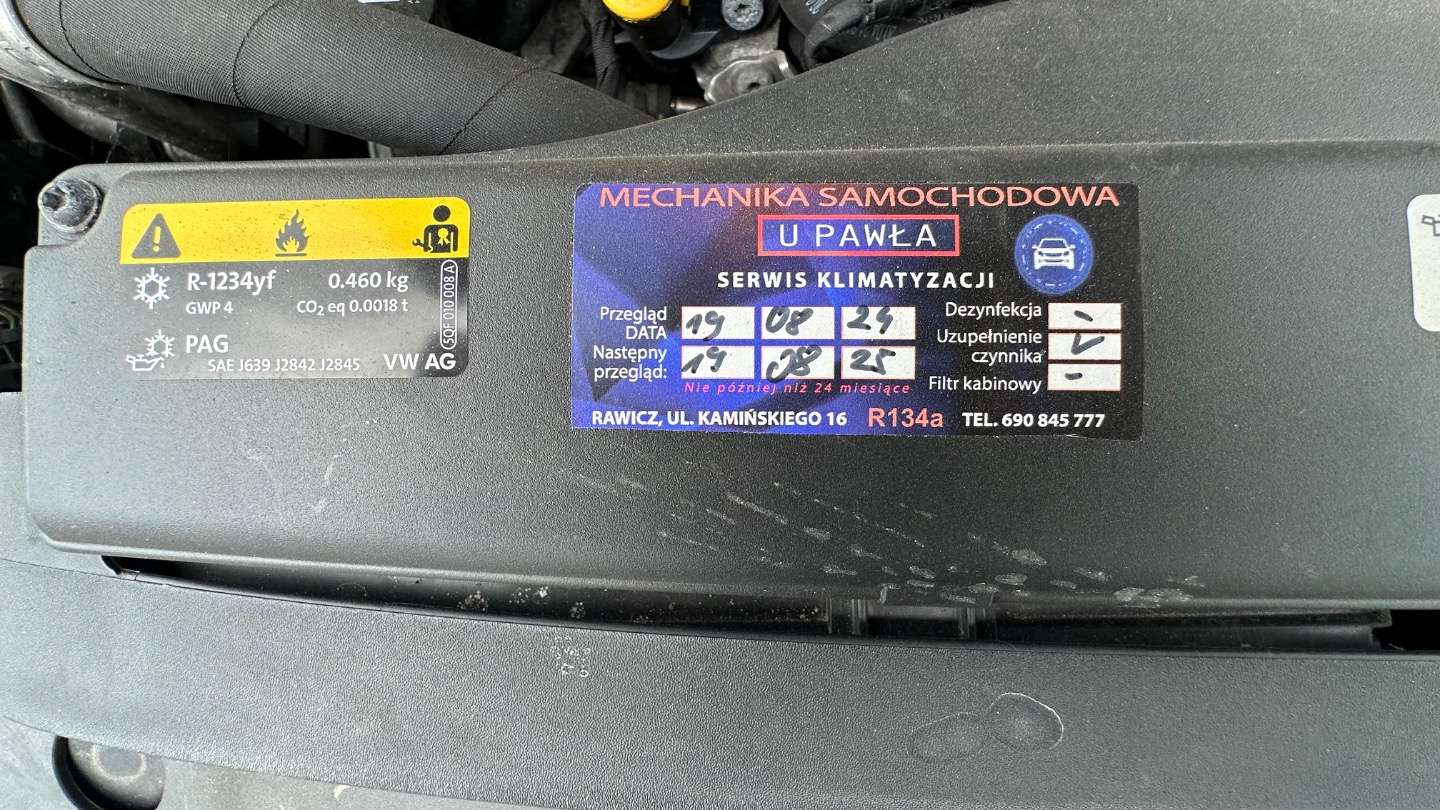 R-1234yf 0.460 kg
GWP 4 CO₂ eq 0.0018 t
PAG
SAE J639 J2842 J2845 VW AG
5QF 010 008 A
MECHANIKA SAMOCHODOWA
U PAWŁA
SERWIS KLIMATYZACJI
Przegląd
DATA 19 08 24
Następny
przegląd: 19 08 25
Nie później niż 24 miesiące
Dezynfekcja -
Uzupełnienie
czynnika ✓
Filtr kabinowy -
RAWICZ, UL. KAMIŃSKIEGO 16 R134a TEL. 690 845 777